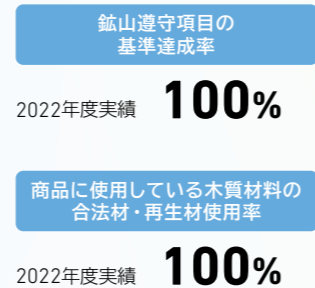 鉱山遵守項目の
基準達成率
2022年度実績 100%
商品に使用している木質材料の
合法材・再生材使用率
2022年度実績 100%